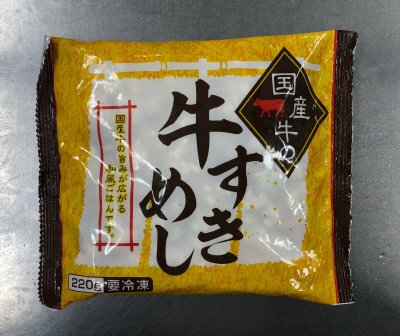 国産
牛の
牛すき
めし
国産牛の旨みが広がる
和風ごはんです。
220g 要冷凍